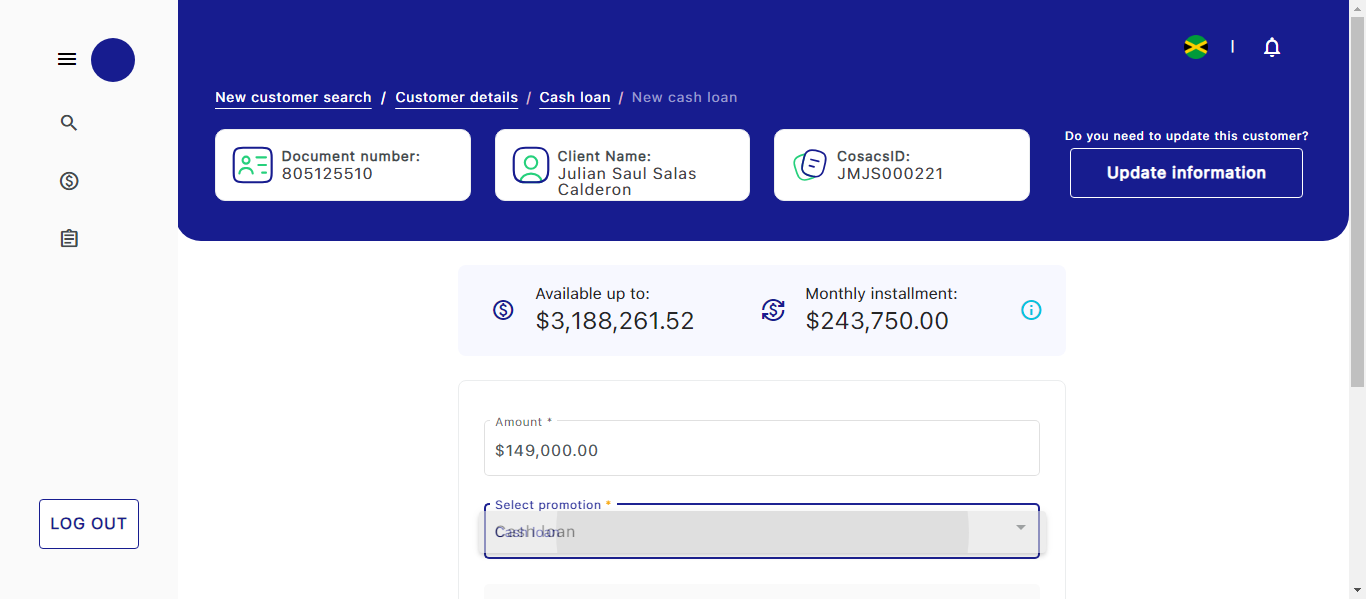 New customer search / Customer details / Cash loan / New cash loan
Document number:
805125510
Client Name:
Julian Saul Salas
Calderon
CosacsID:
JMJS000221
Do you need to update this customer?
Update information
Available up to:
$3,188,261.52
Monthly installment:
$243,750.00
Amount *
$149,000.00
Select promotion *
Cash loan
Cash loan
LOG OUT